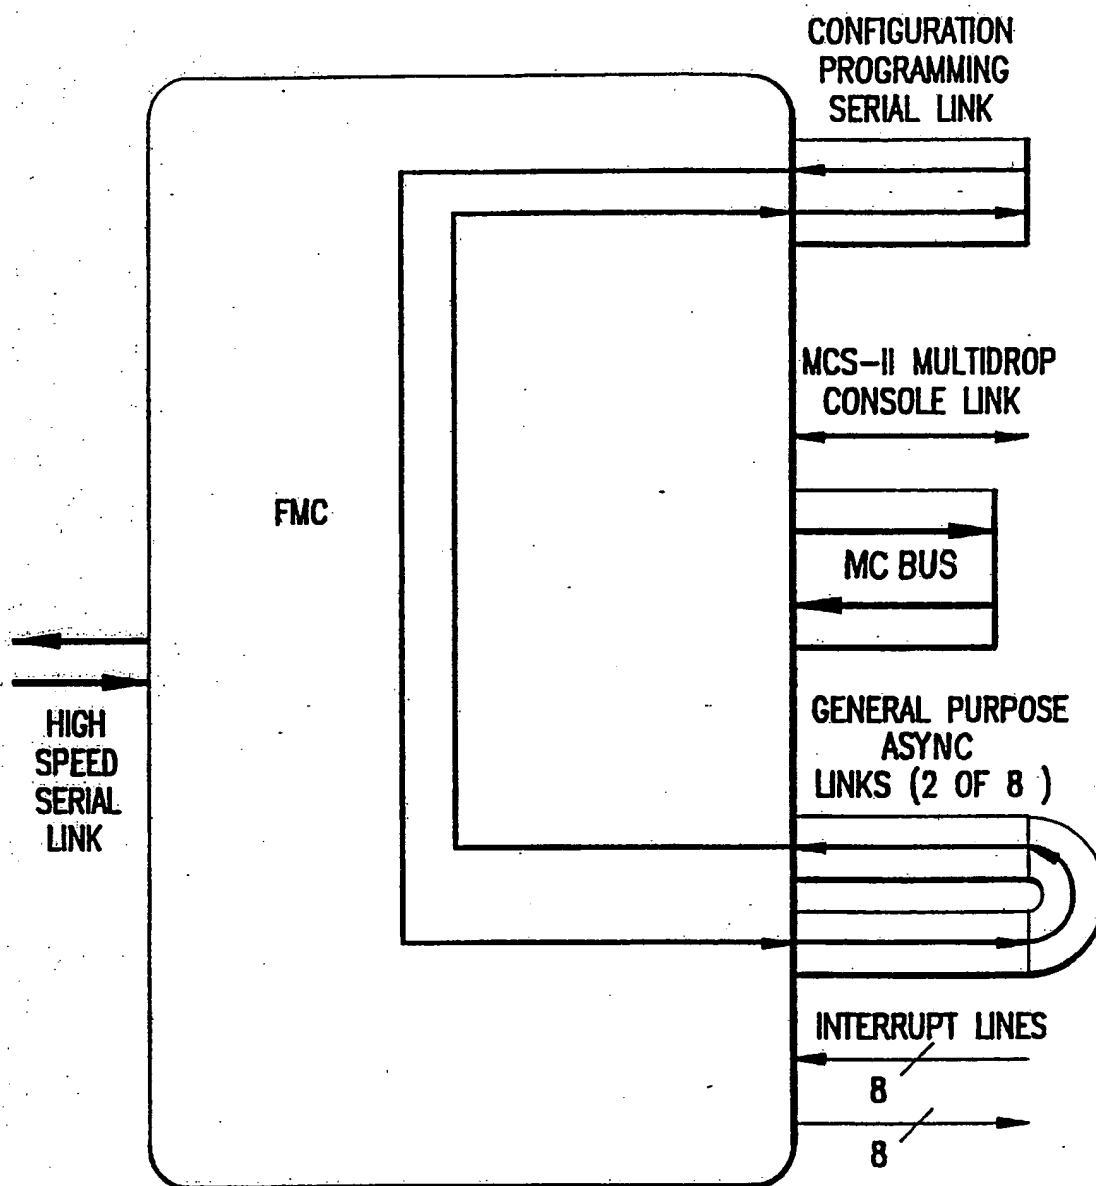 CONFIGURATION
PROGRAMMING
SERIAL LINK
MCS-II MULTIDROP
CONSOLE LINK
FMC
MC BUS
HIGH
SPEED
SERIAL
LINK
GENERAL PURPOSE
ASYNC
LINKS (2 OF 8 )
INTERRUPT LINES
8
8